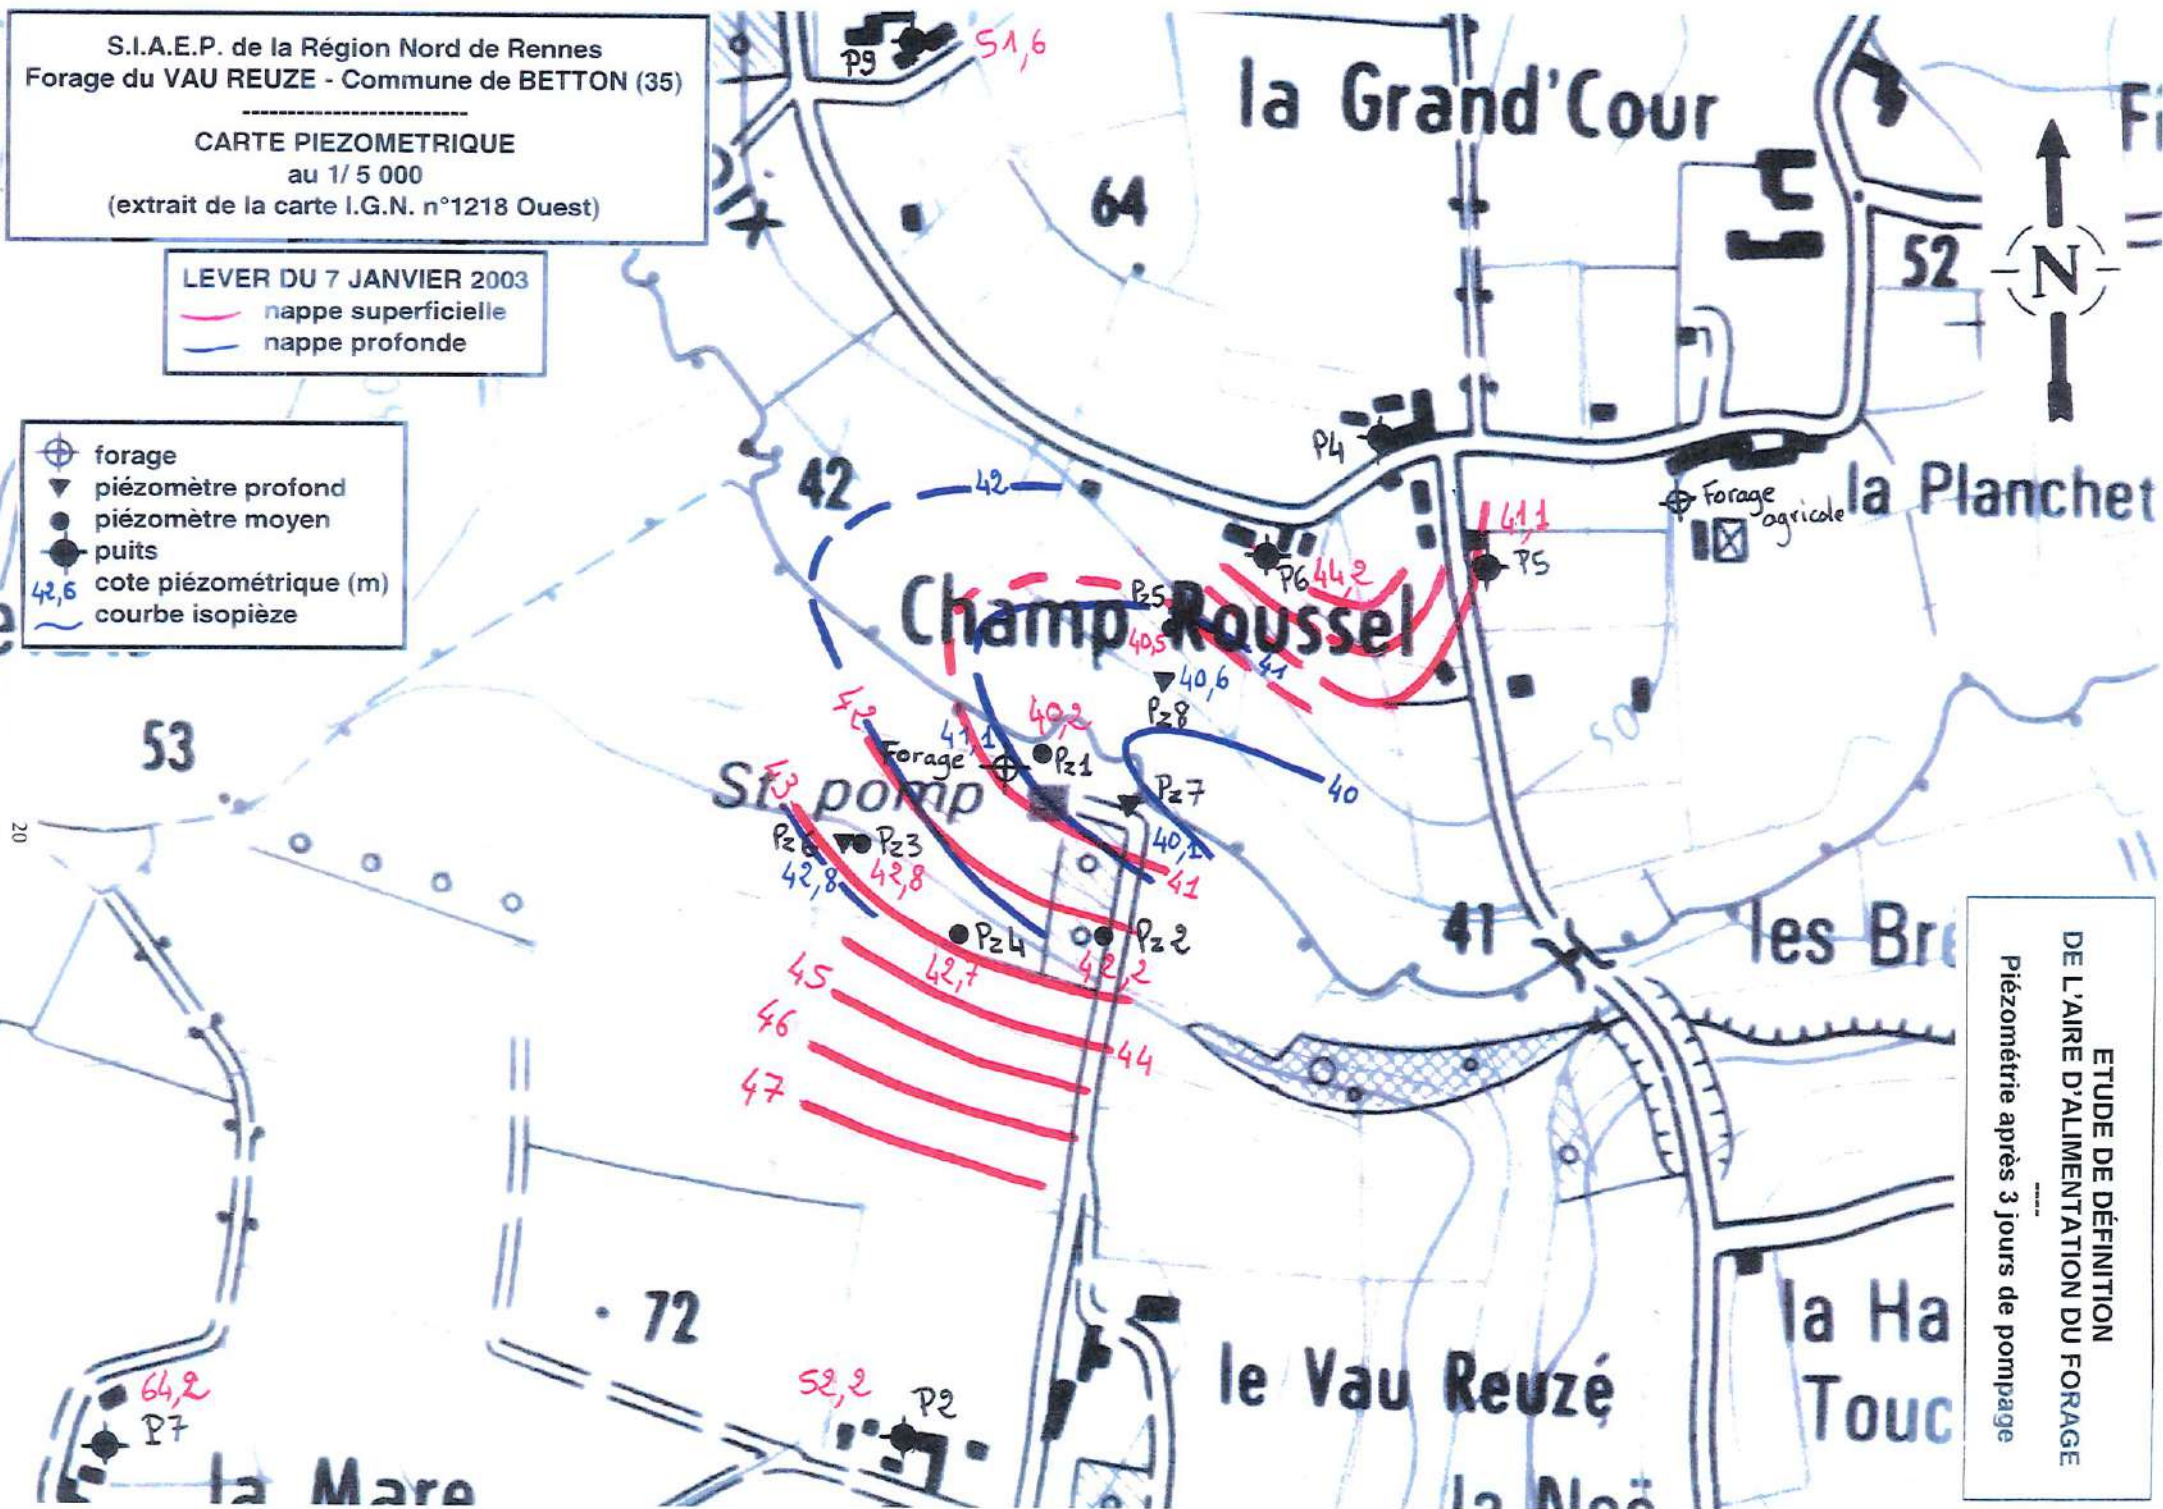 S.I.A.E.P. de la Région Nord de Rennes
Forage du VAU REUZE - Commune de BETTON (35)
-------------------------
CARTE PIEZOMETRIQUE
au 1/ 5 000
(extrait de la carte I.G.N. n°1218 Ouest)
LEVER DU 7 JANVIER 2003
nappe superficielle
nappe profonde
forage
piézomètre profond
piézomètre moyen
puits
42,6 cote piézométrique (m)
courbe isopièze
P9
51,6
la Grand'Cour
64
52
N
P4
42
42
Forage
agricole
la Planchet
41,1
P5
P6
44,2
Pz5
Champ Roussel
40,5
41
40,6
Pz8
42
40,2
41,1
Forage
Pz1
53
43
St. pomp
Pz7
40
40,1
Pz6
Pz3
42,8
42,8
41
50
20
Pz4
Pz2
42,7
42,2
41
les Bre
45
46
44
47
72
le Vau Reuzé
la Ha
Touc
64,2
P7
52,2
P2
la Mare
la Noë
ETUDE DE DÉFINITION
DE L'AIRE D'ALIMENTATION DU FORAGE
----
Piézométrie après 3 jours de pompage